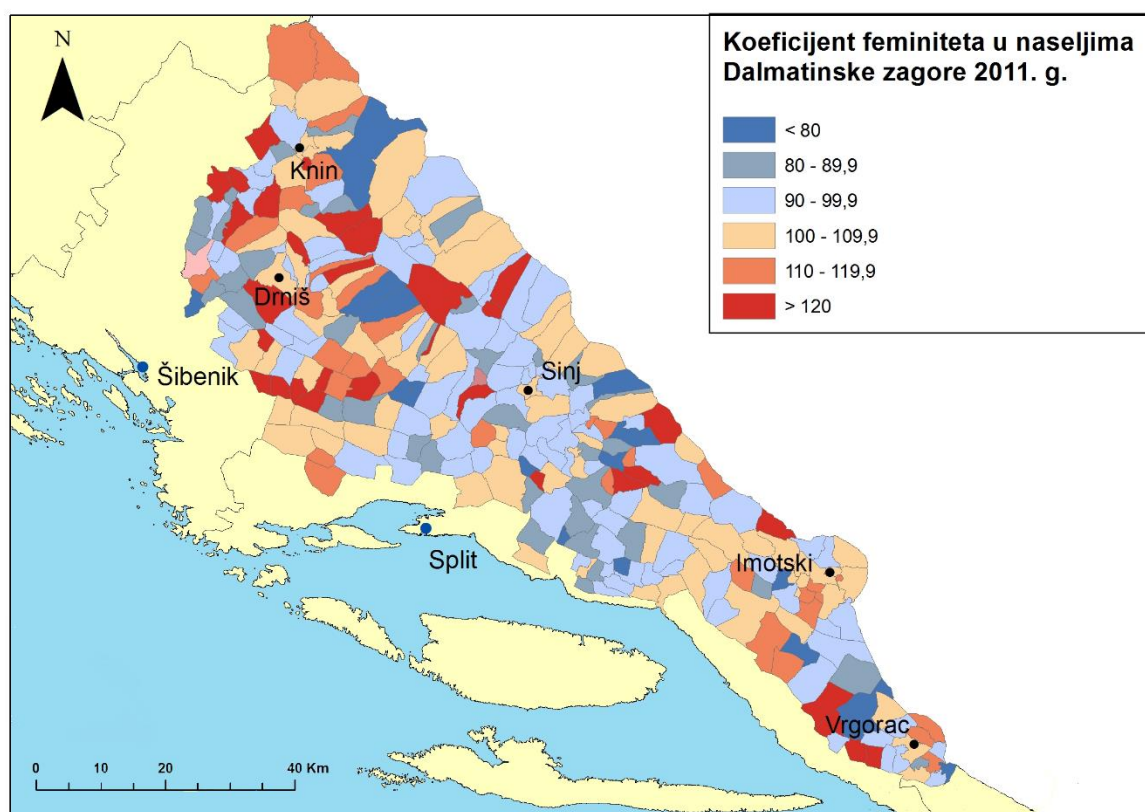 Koeficijent feminiteta u naseljima
Dalmatinske zagore 2011. g.
< 80
80 - 89,9
90 - 99,9
100 - 109,9
110 - 119,9
> 120
N
Knin
Drniš
Šibenik
Sinj
Split
Imotski
Vrgorac
0 10 20 40 Km